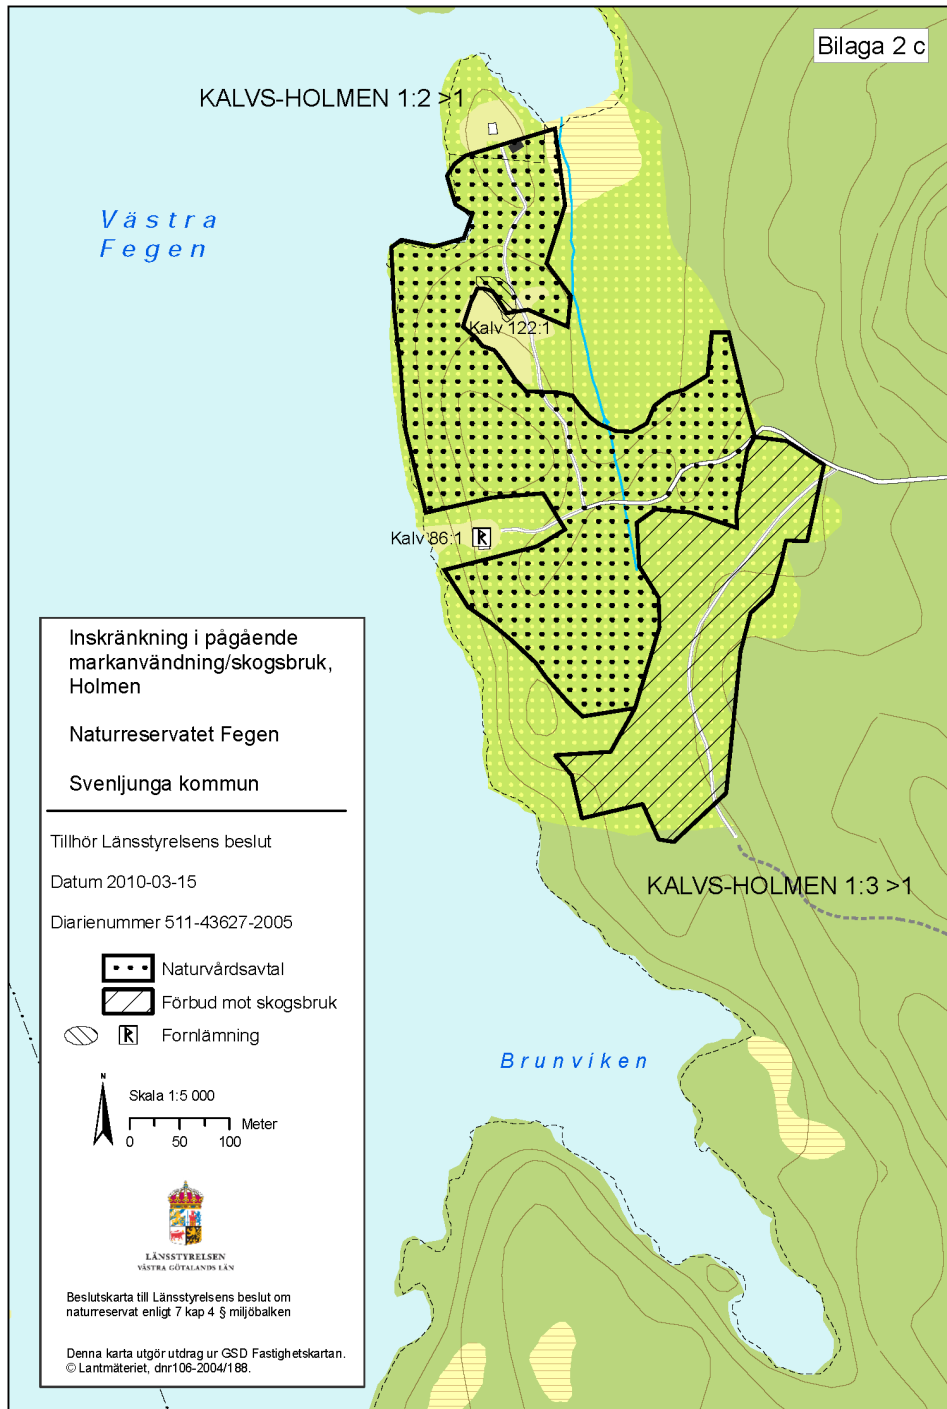 Bilaga 2 c
KALVS-HOLMEN 1:2 >1
Västra
Fegen
Kalv 122:1
Kalv 86:1
R
KALVS-HOLMEN 1:3 >1
Brunviken
Inskränkning i pågående
markanvändning/skogsbruk,
Holmen
Naturreservatet Fegen
Svenljunga kommun
Tillhör Länsstyrelsens beslut
Datum 2010-03-15
Diarienummer 511-43627-2005
Naturvårdsavtal
Förbud mot skogsbruk
R Fornlämning
N
Skala 1:5 000
Meter
0 50 100
LÄNSSTYRELSEN
VÄSTRA GÖTALANDS LÄN
Beslutskarta till Länsstyrelsens beslut om
naturreservat enligt 7 kap 4 § miljöbalken
Denna karta utgör utdrag ur GSD Fastighetskartan.
© Lantmäteriet, dnr106-2004/188.